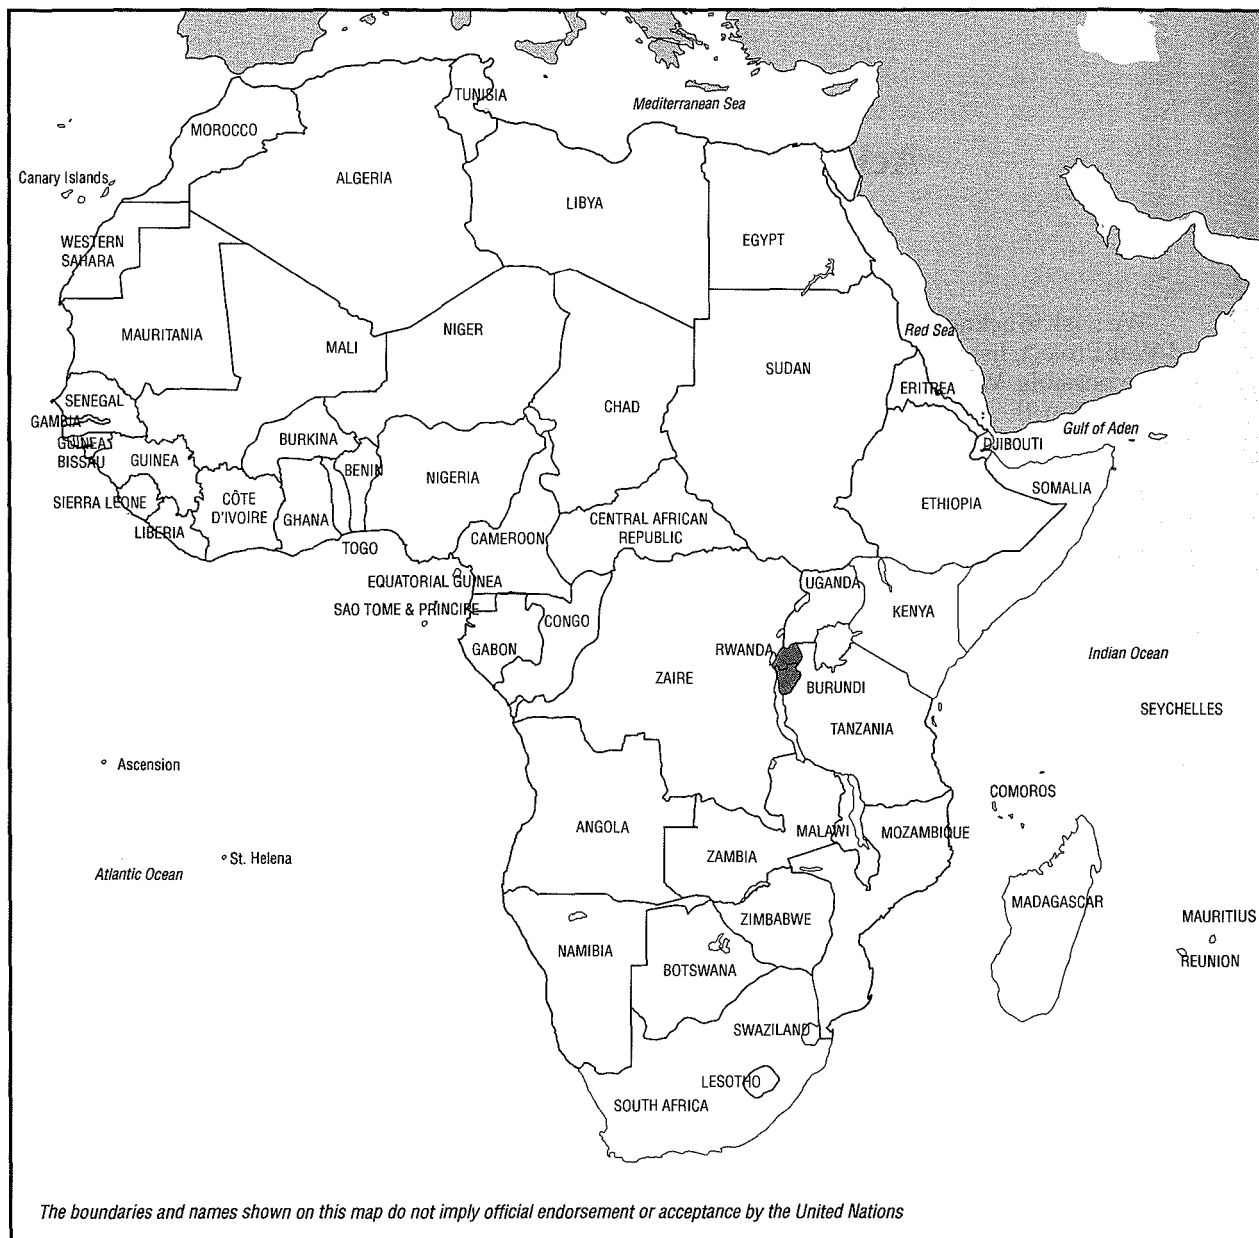 TUNISIA
Mediterranean Sea
MOROCCO
Canary Islands
ALGERIA
LIBYA
EGYPT
WESTERN
SAHARA
MAURITANIA
MALI
NIGER
Red Sea
SUDAN
ERITREA
SENEGAL
CHAD
GAMBIA
Gulf of Aden
GUINEA
BISSAU
GUINEA
BURKINA
BENIN
NIGERIA
DJIBOUTI
SOMALIA
SIERRA LEONE
CÔTE
D'IVOIRE
GHANA
ETHIOPIA
LIBERIA
TOGO
CAMEROON
CENTRAL AFRICAN
REPUBLIC
EQUATORIAL GUINEA
UGANDA
SAO TOME & PRINCIPE
CONGO
KENYA
GABON
RWANDA
Indian Ocean
ZAIRE
BURUNDI
SEYCHELLES
TANZANIA
Ascension
COMOROS
ANGOLA
MALAWI
MOZAMBIQUE
St. Helena
ZAMBIA
Atlantic Ocean
MADAGASCAR
ZIMBABWE
MAURITIUS
NAMIBIA
BOTSWANA
REUNION
SWAZILAND
LESOTHO
SOUTH AFRICA
The boundaries and names shown on this map do not imply official endorsement or acceptance by the United Nations